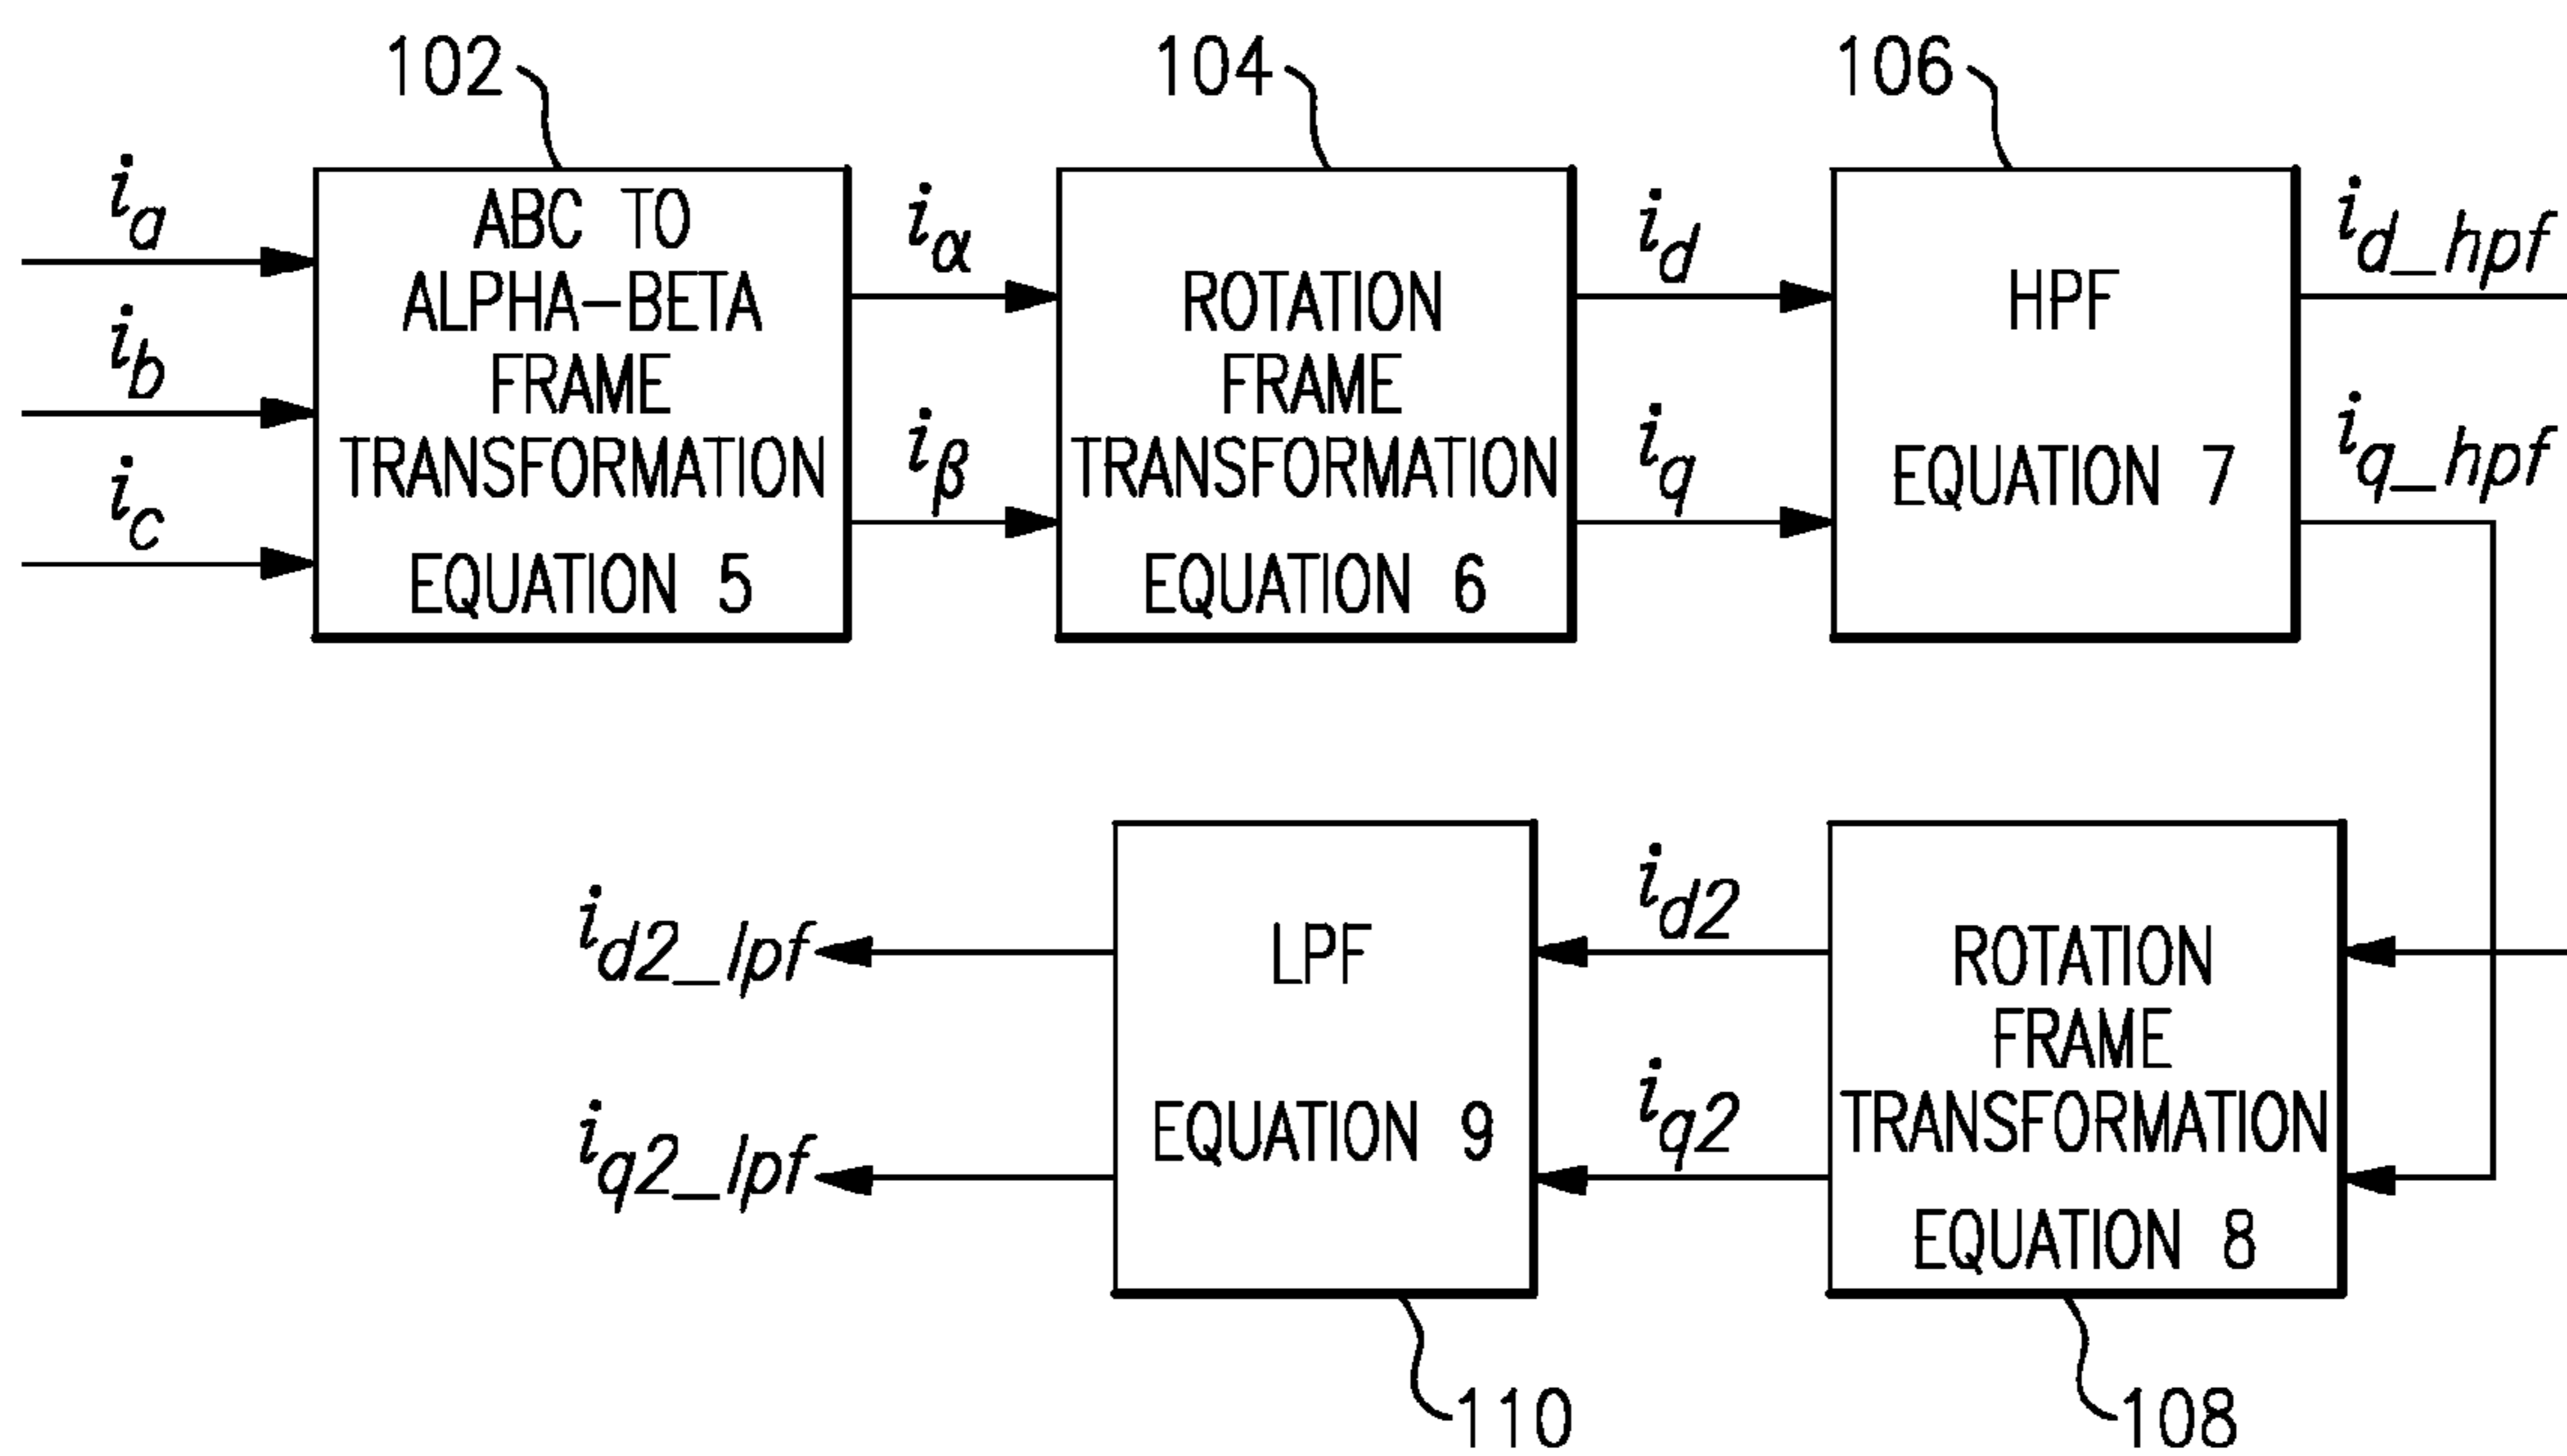 102
104
106
i_a
i_b
i_c
ABC TO
ALPHA-BETA
FRAME
TRANSFORMATION
EQUATION 5
i_α
i_β
ROTATION
FRAME
TRANSFORMATION
EQUATION 6
i_d
i_q
HPF
EQUATION 7
i_d_hpf
i_q_hpf
i_d2_lpf
i_q2_lpf
LPF
EQUATION 9
i_d2
i_q2
ROTATION
FRAME
TRANSFORMATION
EQUATION 8
110
108